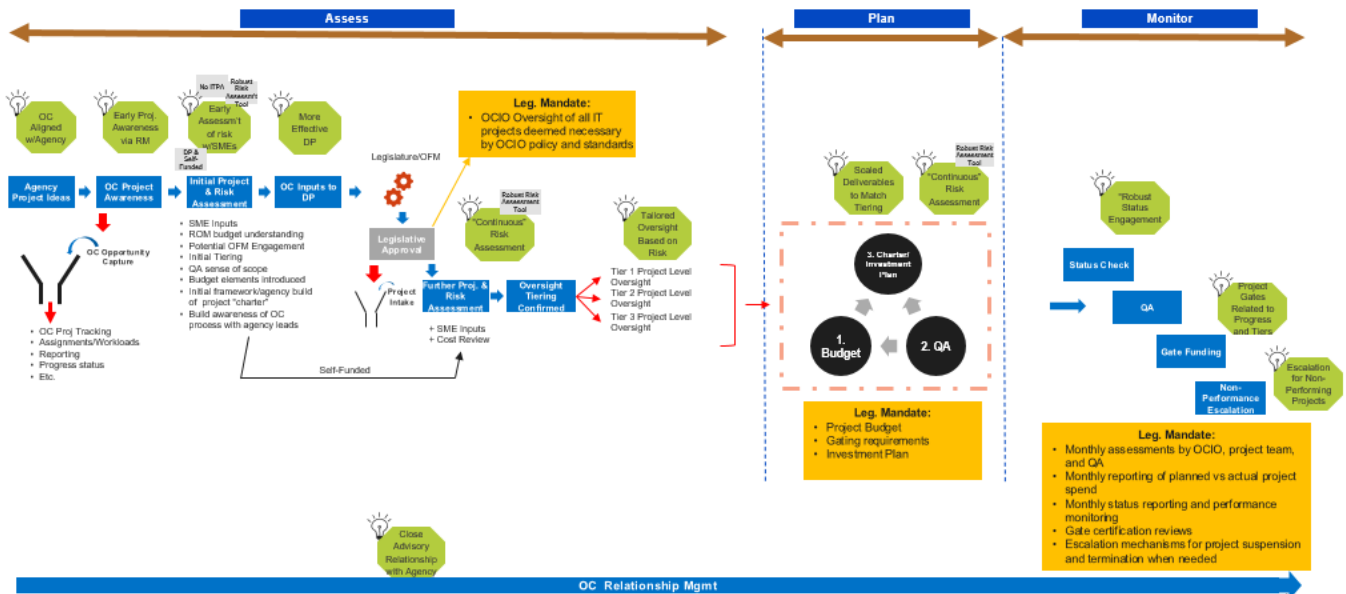 Assess
Plan
Monitor
OC
Aligned
w/Agency
Early Proj.
Awareness
via RM
No ITPA
Robust
Risk
Assessm't
Tool
Early
Assessm't
of risk
w/SMEs
DP &
Self-
Funded
More
Effective
DP
Agency
Project Ideas
OC Project
Awareness
Initial Project
& Risk
Assessment
OC Inputs to
DP
Legislature/OFM
Leg. Mandate:
• OCIO Oversight of all IT
projects deemed necessary
by OCIO policy and standards
Legislative
Approval
Robust Risk
Assessment
Tool
"Continuous"
Risk
Assessment
Tailored
Oversight
Based on
Risk
OC Opportunity
Capture
• OC Proj Tracking
• Assignments/Workloads
• Reporting
• Progress status
• Etc.
• SME Inputs
• ROM budget understanding
• Potential OFM Engagement
• Initial Tiering
• QA sense of scope
• Budget elements introduced
• Initial framework/agency build
of project "charter"
• Build awareness of OC
process with agency leads
Self-Funded
Project
Intake
Further Proj. &
Risk
Assessment
+ SME Inputs
+ Cost Review
Oversight
Tiering
Confirmed
Tier 1 Project Level
Oversight
Tier 2 Project Level
Oversight
Tier 3 Project Level
Oversight
Scaled
Deliverables
to Match
Tiering
Robust Risk
Assessment
Tool
"Continuous"
Risk
Assessment
3. Charter/
Investment
Plan
1.
Budget
2. QA
Leg. Mandate:
• Project Budget
• Gating requirements
• Investment Plan
"Robust
Status
Engagement
Status Check
QA
Gate Funding
Non-
Performance
Escalation
Project
Gates
Related to
Progress
and Tiers
Escalation
for Non-
Performing
Projects
Leg. Mandate:
• Monthly assessments by OCIO, project team,
and QA
• Monthly reporting of planned vs actual project
spend
• Monthly status reporting and performance
monitoring
• Gate certification reviews
• Escalation mechanisms for project suspension
and termination when needed
Close
Advisory
Relationship
with Agency
OC Relationship Mgmt